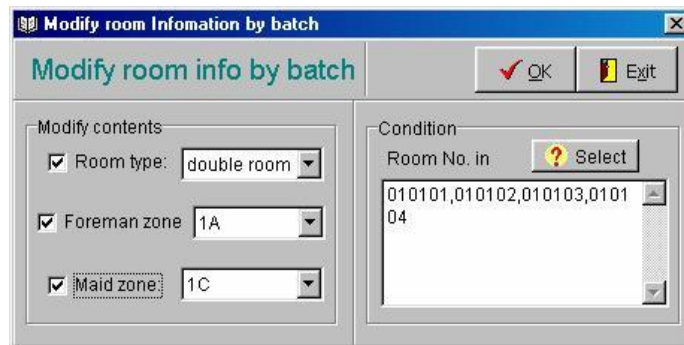 Modify room Infomation by batch
Modify room info by batch
OK
Exit
Modify contents
Room type: double room
Foreman zone 1A
Maid zone: 1C
Condition
Room No. in
Select
010101,010102,010103,0101
04